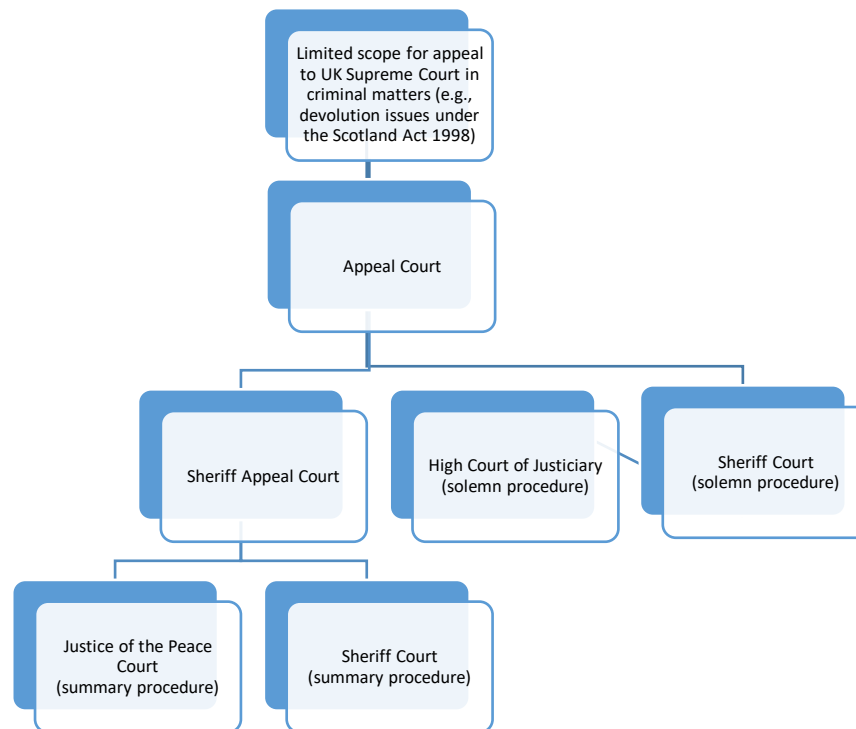 Limited scope for appeal
to UK Supreme Court in
criminal matters (e.g.,
devolution issues under
the Scotland Act 1998)
Appeal Court
Sheriff Appeal Court
High Court of Justiciary
(solemn procedure)
Sheriff Court
(solemn procedure)
Justice of the Peace
Court
(summary procedure)
Sheriff Court
(summary procedure)